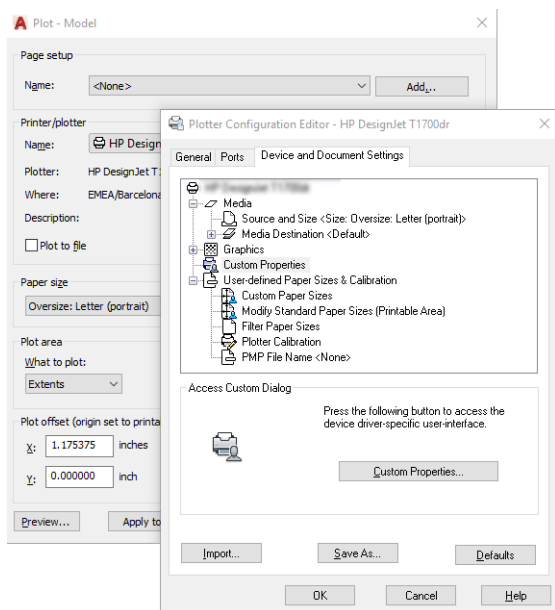 Plot - Model
Page setup
Name:
<None>
Add...
Printer/plotter
Name:
HP Design
Plotter:
HP DesignJet T1
Where:
EMEA/Barcelona
Description:
Plot to file
Paper size
Oversize: Letter (portrait)
Plot area
What to plot:
Extents
Plot offset (origin set to printa
X:
1.175375
inches
Y:
0.000000
inch
Preview...
Apply to
Plotter Configuration Editor - HP DesignJet T1700dr
General
Ports
Device and Document Settings
Media
Source and Size <Size: Oversize: Letter (portrait)>
Media Destination <Default>
Graphics
Custom Properties
User-defined Paper Sizes & Calibration
Custom Paper Sizes
Modify Standard Paper Sizes (Printable Area)
Filter Paper Sizes
Plotter Calibration
PMP File Name <None>
Access Custom Dialog
Press the following button to access the
device driver-specific user-interface.
Custom Properties...
Import...
Save As...
Defaults
OK
Cancel
Help